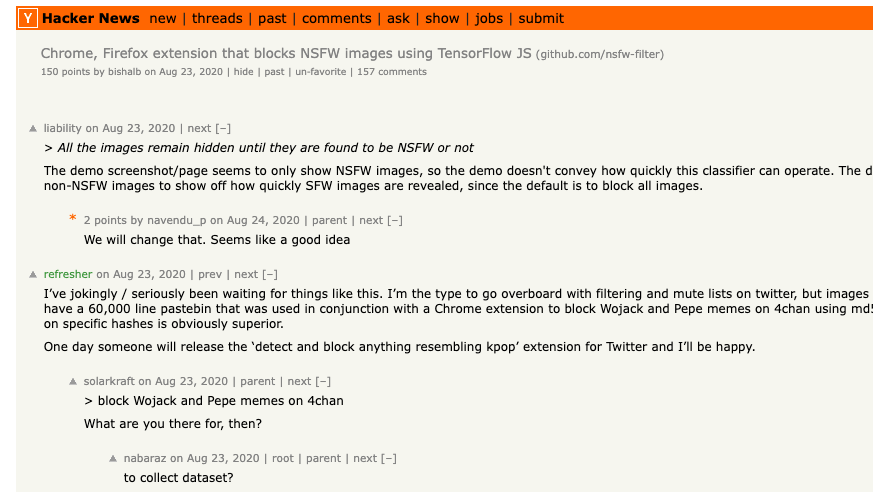 Y Hacker News new | threads | past | comments | ask | show | jobs | submit
Chrome, Firefox extension that blocks NSFW images using TensorFlow JS (github.com/nsfw-filter)
150 points by bishalb on Aug 23, 2020 | hide | past | un-favorite | 157 comments
▲ liability on Aug 23, 2020 | next [–]
> All the images remain hidden until they are found to be NSFW or not
The demo screenshot/page seems to only show NSFW images, so the demo doesn't convey how quickly this classifier can operate. The d
non-NSFW images to show off how quickly SFW images are revealed, since the default is to block all images.
* 2 points by navendu_p on Aug 24, 2020 | parent | next [–]
We will change that. Seems like a good idea
▲ refresher on Aug 23, 2020 | prev | next [–]
I’ve jokingly / seriously been waiting for things like this. I’m the type to go overboard with filtering and mute lists on twitter, but images
have a 60,000 line pastebin that was used in conjunction with a Chrome extension to block Wojack and Pepe memes on 4chan using md5
on specific hashes is obviously superior.
One day someone will release the ‘detect and block anything resembling kpop’ extension for Twitter and I’ll be happy.
▲ solarkraft on Aug 23, 2020 | parent | next [–]
> block Wojack and Pepe memes on 4chan
What are you there for, then?
▲ nabaraz on Aug 23, 2020 | root | parent | next [–]
to collect dataset?